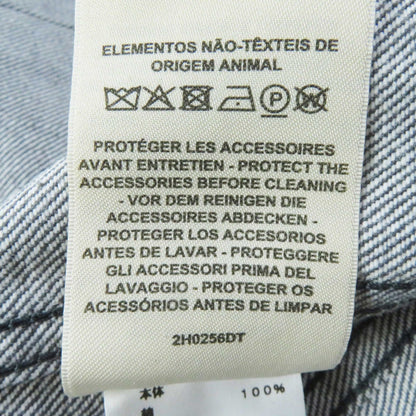 ELEMENTOS NÃO-TÊXTEIS DE
ORIGEM ANIMAL
P
W
PROTÉGER LES ACCESSOIRES
AVANT ENTRETIEN - PROTECT THE
ACCESSORIES BEFORE CLEANING
- VOR DEM REINIGEN DIE
ACCESSOIRES ABDECKEN -
PROTEGER LOS ACCESORIOS
ANTES DE LAVAR - PROTEGGERE
GLI ACCESSORI PRIMA DEL
LAVAGGIO - PROTEGER OS
ACESSÓRIOS ANTES DE LIMPAR
2H0256DT
本体 100%
綿